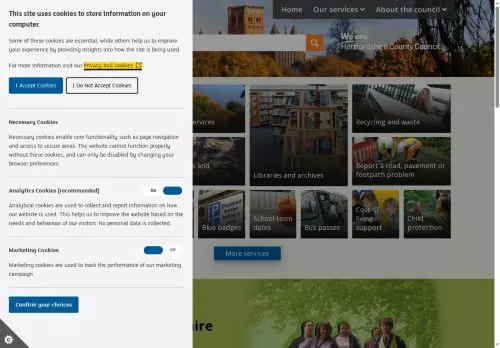 This site uses cookies to store information on your
computer.
Some of these cookies are essential, while others help us to
improve your experience by providing insights into how the site is being used.
For more information visit our Privacy and cookies
I Accept Cookies
I Do Not Accept Cookies
Necessary Cookies
Necessary cookies enable core functionality such as page navigation
and access to secure areas. The website cannot function properly
without these cookies, and can only be disabled by changing your
browser preferences.
Analytics Cookies [recommended]
On
Analytical cookies are used to collect and report information on how
our website is used. This helps us to improve the website based on the
needs and behaviour of our visitors. No personal data is collected.
Marketing Cookies
Off
Marketing cookies are used to track the performance of our marketing
campaign
Confirm your choices
Home
Our services
About the council
We are
Hertfordshire County Council
services
Libraries and archives
Recycling and waste
s and
Report a road, pavement or
footpath problem
Blue badges
School term
dates
Bus passes
Cost of
living
support
Child
protection
More services
ire